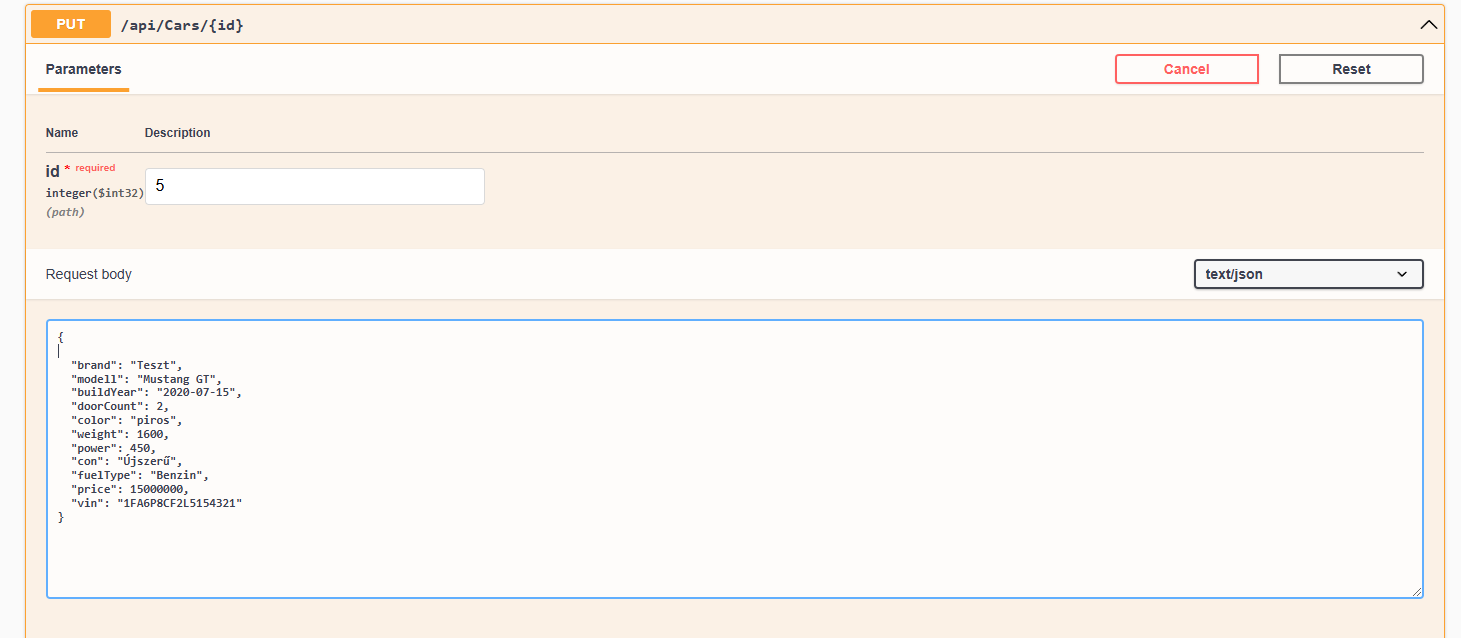 PUT /api/Cars/{id}
Parameters Cancel Reset
Name Description
id * required
integer($int32) 5
(path)
Request body text/json
{
"brand": "Teszt",
"modell": "Mustang GT",
"buildYear": "2020-07-15",
"doorCount": 2,
"color": "piros",
"weight": 1600,
"power": 450,
"con": "Újszerű",
"fuelType": "Benzin",
"price": 15000000,
"vin": "1FA6P8CF2L5154321"
}